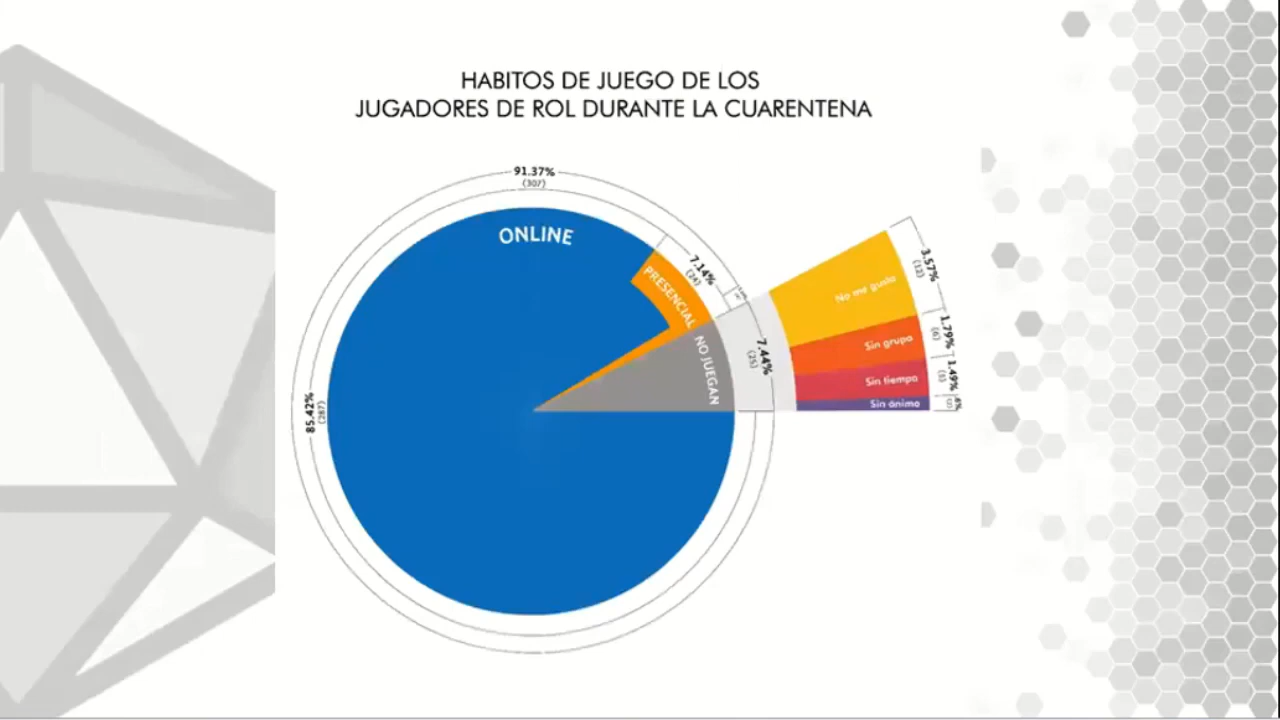 HABITOS DE JUEGO DE LOS
JUGADORES DE ROL DURANTE LA CUARENTENA
91.37%
(307)
ONLINE
7.14%
(24)
PRESENCIAL
NO JUEGAN
7.44%
(25)
85.42%
(287)
No me gusta
3.57%
(12)
Sin grupo
1.79%
(6)
Sin tiempo
1.49%
(5)
Sin ánimo